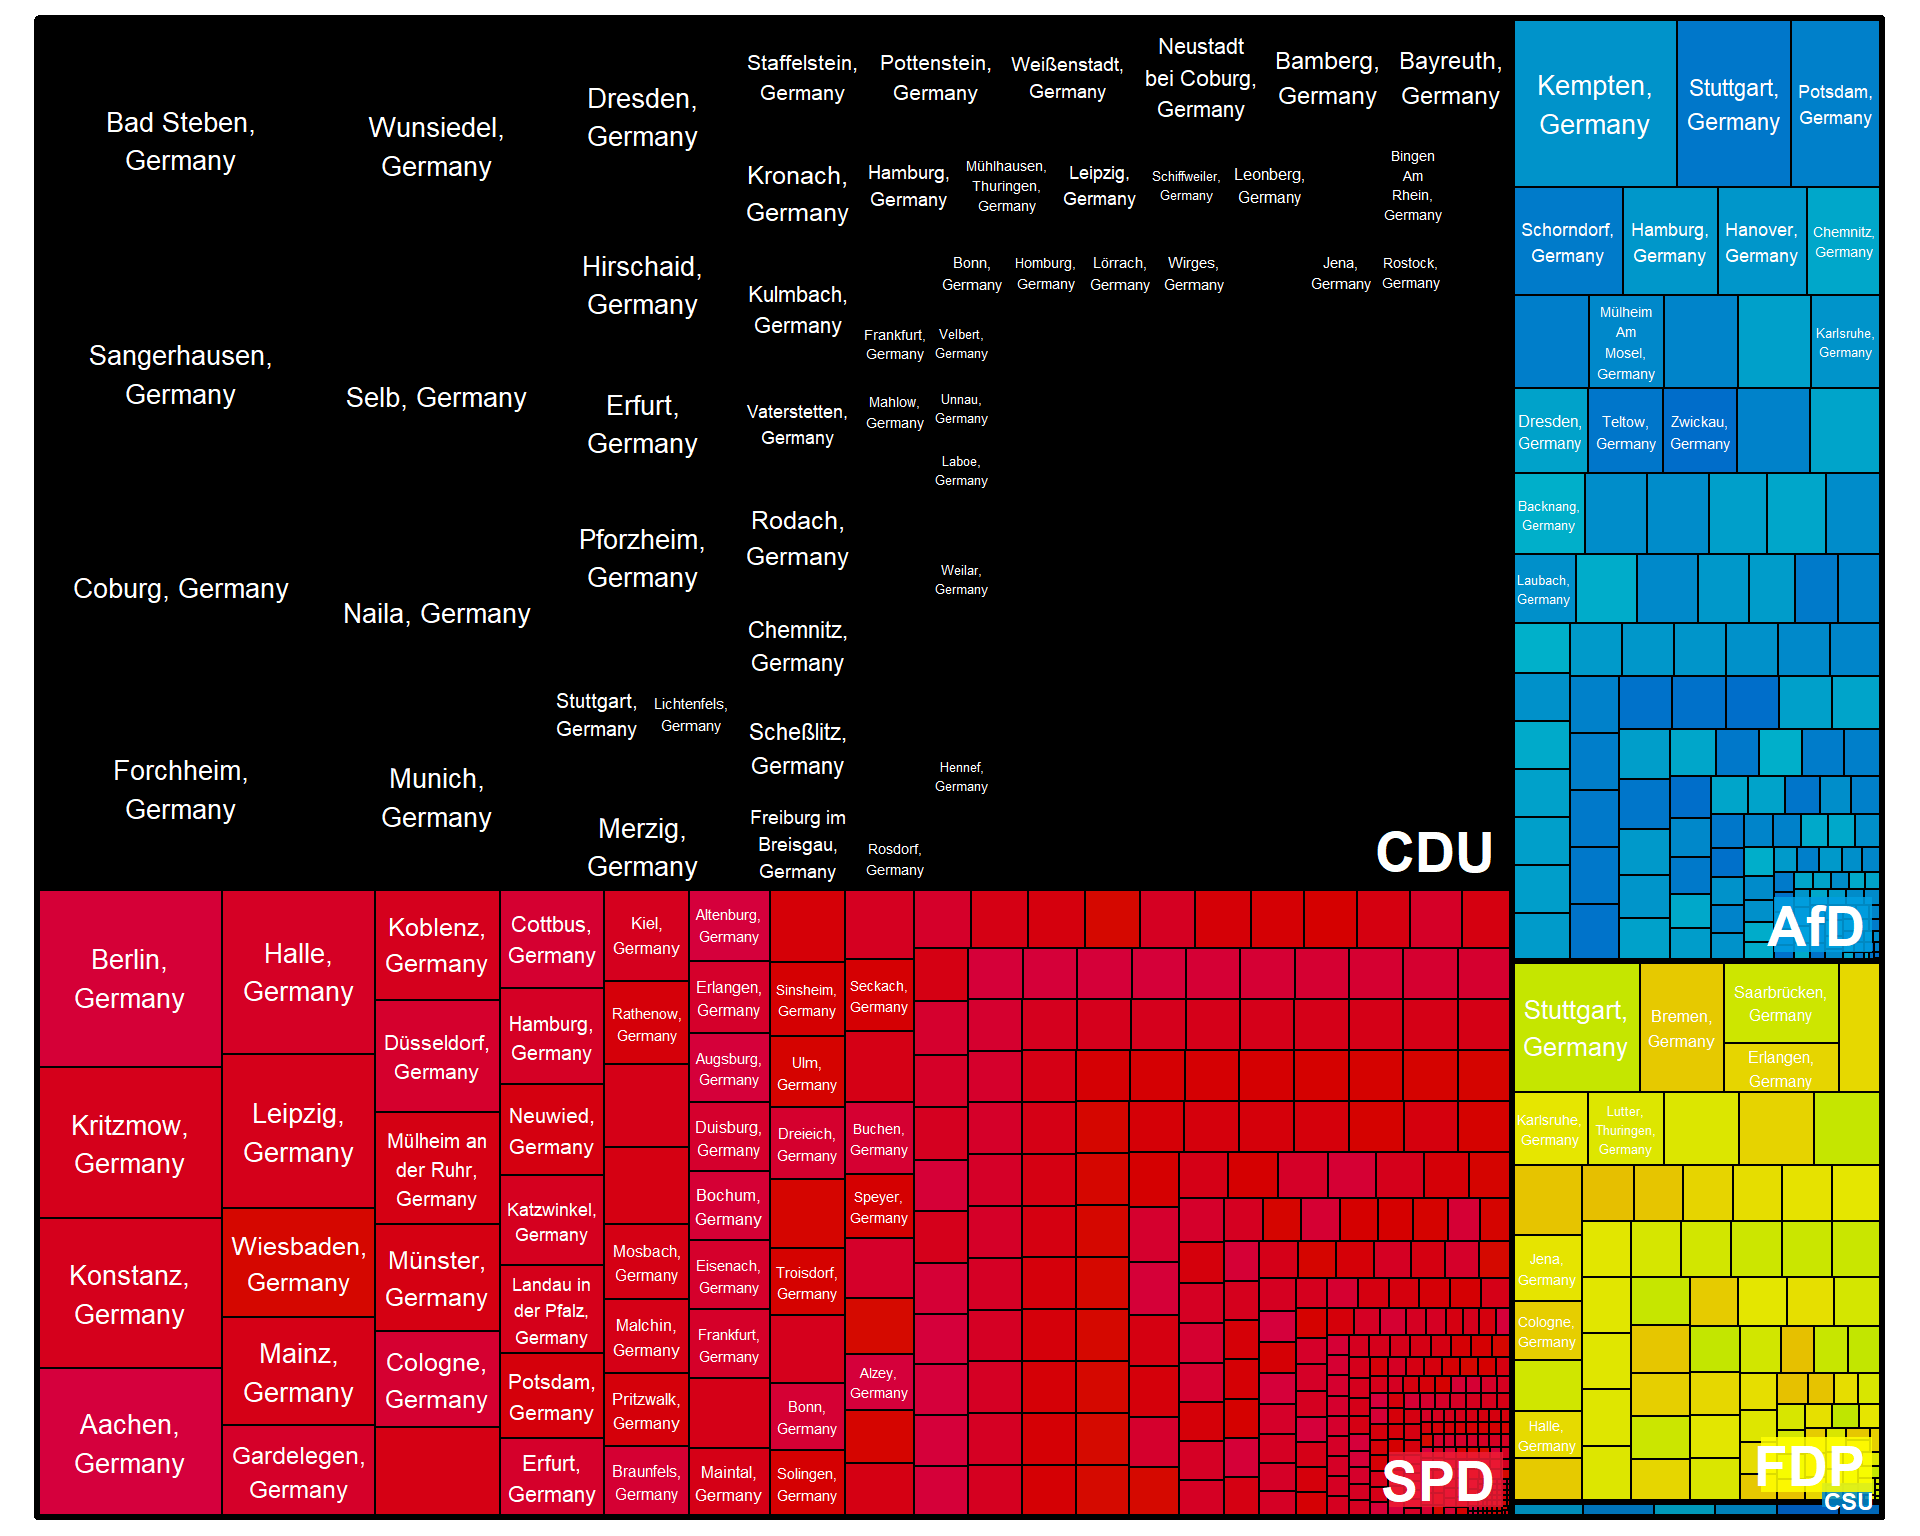 Bad Steben,
Germany
Sangerhausen,
Germany
Coburg, Germany
Forchheim,
Germany
Wunsiedel,
Germany
Selb, Germany
Naila, Germany
Munich,
Germany
Dresden,
Germany
Hirschaid,
Germany
Erfurt,
Germany
Pforzheim,
Germany
Stuttgart,
Germany
Lichtenfels,
Germany
Merzig,
Germany
Staffelstein,
Germany
Pottenstein,
Germany
Weißenstadt,
Germany
Neustadt
bei Coburg,
Germany
Bamberg,
Germany
Bayreuth,
Germany
Kronach,
Germany
Hamburg,
Germany
Mühlhausen,
Thuringen,
Germany
Leipzig,
Germany
Schiffweiler,
Germany
Leonberg,
Germany
Bingen
Am
Rhein,
Germany
Kulmbach,
Germany
Bonn,
Germany
Homburg,
Germany
Lörrach,
Germany
Wirges,
Germany
Jena,
Germany
Rostock,
Germany
Frankfurt,
Germany
Velbert,
Germany
Vaterstetten,
Germany
Mahlow,
Germany
Unnau,
Germany
Laboe,
Germany
Rodach,
Germany
Weilar,
Germany
Chemnitz,
Germany
Scheßlitz,
Germany
Hennef,
Germany
Freiburg im
Breisgau,
Germany
Rosdorf,
Germany
CDU
Berlin,
Germany
Kritzmow,
Germany
Konstanz,
Germany
Aachen,
Germany
Halle,
Germany
Leipzig,
Germany
Wiesbaden,
Germany
Mainz,
Germany
Gardelegen,
Germany
Koblenz,
Germany
Düsseldorf,
Germany
Mülheim an
der Ruhr,
Germany
Münster,
Germany
Cologne,
Germany
Cottbus,
Germany
Hamburg,
Germany
Neuwied,
Germany
Katzwinkel,
Germany
Landau in
der Pfalz,
Germany
Potsdam,
Germany
Erfurt,
Germany
Kiel,
Germany
Rathenow,
Germany
Mosbach,
Germany
Malchin,
Germany
Pritzwalk,
Germany
Braunfels,
Germany
Altenburg,
Germany
Erlangen,
Germany
Augsburg,
Germany
Duisburg,
Germany
Bochum,
Germany
Eisenach,
Germany
Frankfurt,
Germany
Maintal,
Germany
Sinsheim,
Germany
Ulm,
Germany
Dreieich,
Germany
Troisdorf,
Germany
Bonn,
Germany
Solingen,
Germany
Seckach,
Germany
Buchen,
Germany
Speyer,
Germany
Alzey,
Germany
SPD
Kempten,
Germany
Stuttgart,
Germany
Potsdam,
Germany
Schorndorf,
Germany
Hamburg,
Germany
Hanover,
Germany
Chemnitz,
Germany
Mülheim
Am
Mosel,
Germany
Karlsruhe,
Germany
Dresden,
Germany
Teltow,
Germany
Zwickau,
Germany
Backnang,
Germany
Laubach,
Germany
AfD
Stuttgart,
Germany
Bremen,
Germany
Saarbrücken,
Germany
Erlangen,
Germany
Karlsruhe,
Germany
Lutter,
Thuringen,
Germany
Jena,
Germany
Cologne,
Germany
Halle,
Germany
FDP
CSU